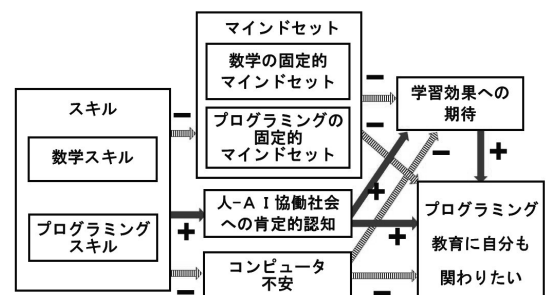 マインドセット
数学の固定的
マインドセット
プログラミングの
固定的
マインドセット
スキル
数学スキル
プログラミング
スキル
人-ＡＩ協働社会
への肯定的認知
コンピュータ
不安
学習効果への
期待
プログラミング
教育に自分も
関わりたい
−
−
−
−
+
+
+
+
−
−